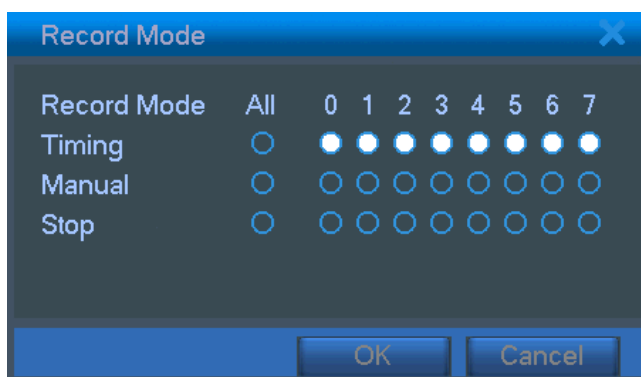 Record Mode
Record Mode All 0 1 2 3 4 5 6 7
Timing
Manual
Stop
OK Cancel